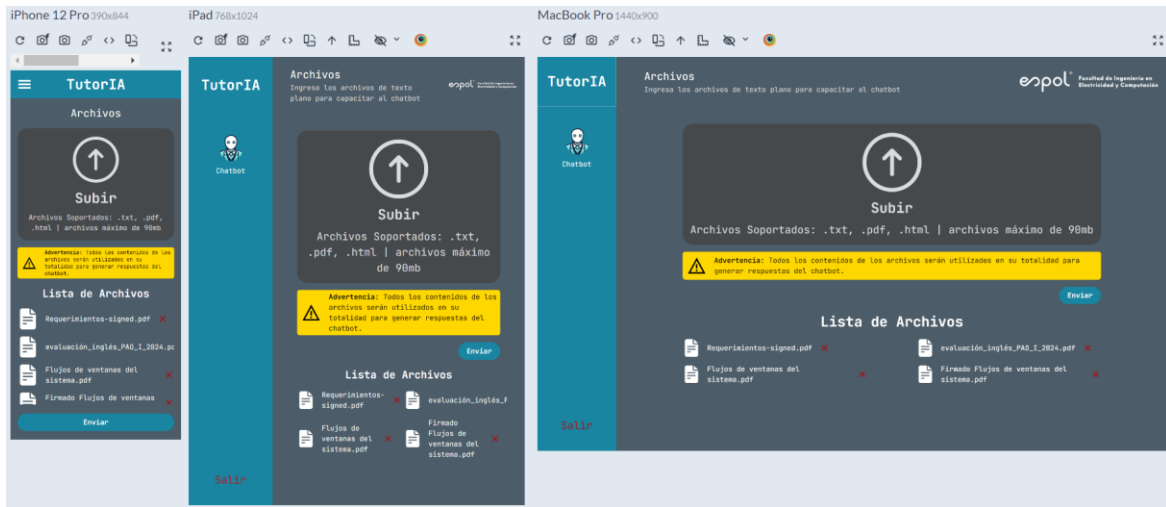 iPhone 12 Pro 390x844
TutorIA
Archivos
Subir
Archivos Soportados: .txt, .pdf,
.html | archivos máximo de 90mb
Advertencia: Todos los contenidos de los
archivos serán utilizados en su
totalidad para generar respuestas del
chatbot.
Lista de Archivos
Requerimientos-signed.pdf
evaluación_inglés_PAO_I_2024.pd
Flujos de ventanas del
sistema.pdf
Firmado Flujos de ventanas
Enviar
iPad 768x1024
TutorIA
Chatbot
Salir
Archivos
Ingresa los archivos de texto
plano para capacitar al chatbot
espol
Facultad de Ingeniería en
Electricidad y Computación
Subir
Archivos Soportados: .txt,
.pdf, .html | archivos máximo
de 90mb
Advertencia: Todos los contenidos de los
archivos serán utilizados en su
totalidad para generar respuestas del
chatbot.
Enviar
Lista de Archivos
Requerimientos-
signed.pdf
evaluación_inglés_P
Flujos de
ventanas del
sistema.pdf
Firmado
Flujos de
ventanas del
sistema.pdf
MacBook Pro 1440x900
TutorIA
Chatbot
Salir
Archivos
Ingresa los archivos de texto plano para capacitar al chatbot
espol
Facultad de Ingeniería en
Electricidad y Computación
Subir
Archivos Soportados: .txt, .pdf, .html | archivos máximo de 90mb
Advertencia: Todos los contenidos de los archivos serán utilizados en su totalidad para
generar respuestas del chatbot.
Enviar
Lista de Archivos
Requerimientos-signed.pdf
evaluación_inglés_PAO_I_2024.pdf
Flujos de ventanas del
sistema.pdf
Firmado Flujos de ventanas del
sistema.pdf